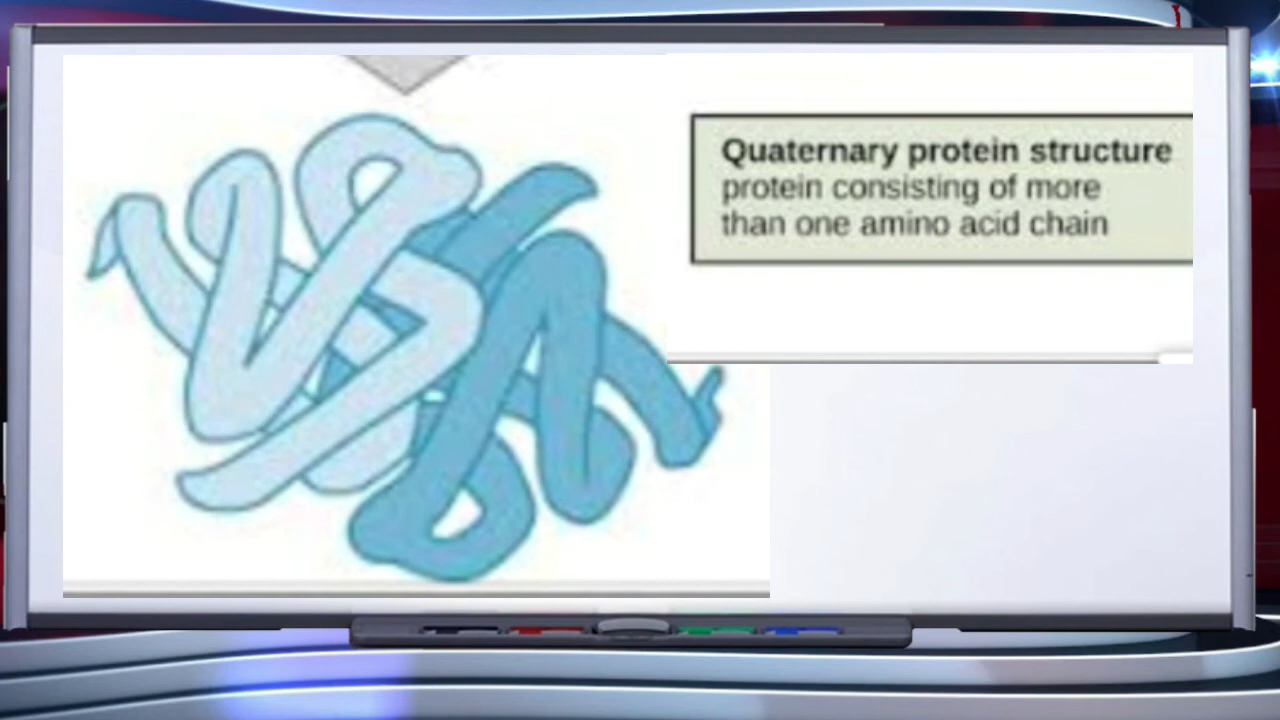 Quaternary protein structure
protein consisting of more
than one amino acid chain